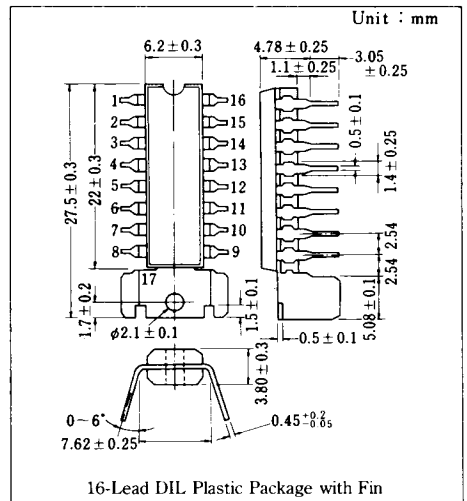 Unit : mm
6.2 ± 0.3
4.78 ± 0.25
3.05 ± 0.25
1.1 ± 0.25
0.5 ± 0.1
1.4 ± 0.25
1 16
2 15
3 14
4 13
5 12
6 11
7 10
8 9
17
27.5 ± 0.3
22 ± 0.3
2.54
2.54
1.7 ± 0.2
1.5 ± 0.1
5.08 ± 0.1
φ2.1 ± 0.1
0.5 ± 0.1
3.80 ± 0.3
0~6°
7.62 ± 0.25
0.45 +0.2 -0.05
16-Lead DIL Plastic Package with Fin